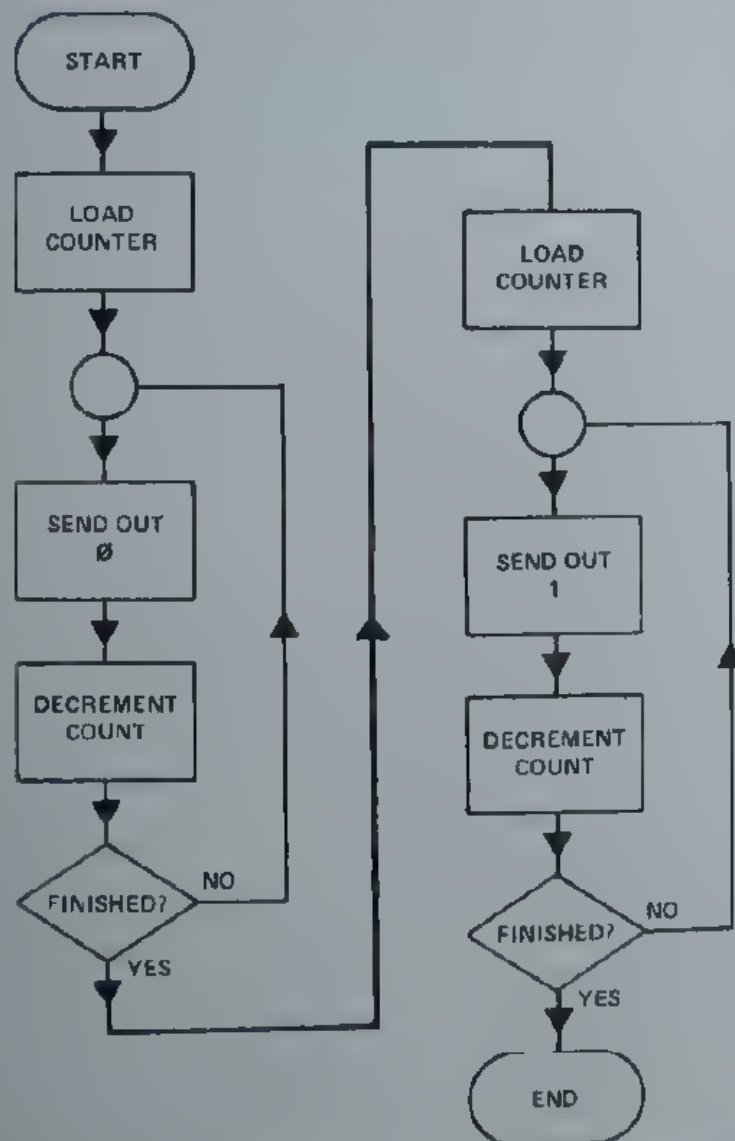 START
LOAD
COUNTER
SEND OUT
Ø
DECREMENT
COUNT
FINISHED?
NO
YES
LOAD
COUNTER
SEND OUT
1
DECREMENT
COUNT
FINISHED?
NO
YES
END